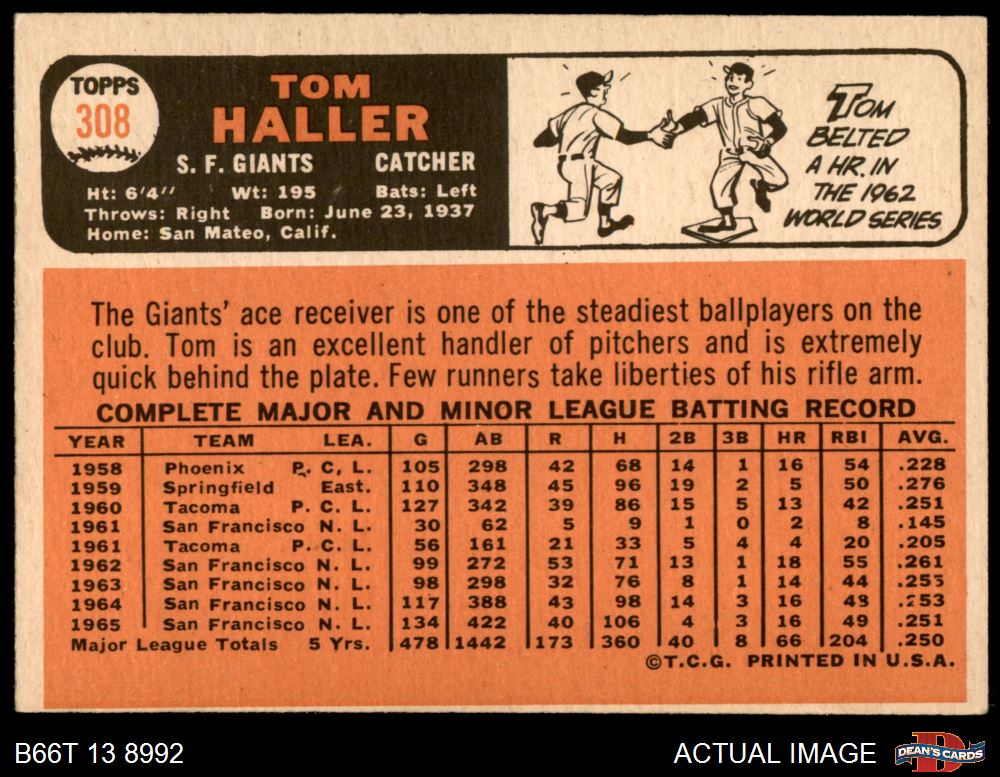 TOPPS
308
TOM
HALLER
S. F. GIANTS CATCHER
Ht: 6'4'' Wt: 195 Bats: Left
Throws: Right Born: June 23, 1937
Home: San Mateo, Calif.
TOM
BELTED
A HR. IN
THE 1962
WORLD SERIES
The Giants' ace receiver is one of the steadiest ballplayers on the
club. Tom is an excellent handler of pitchers and is extremely
quick behind the plate. Few runners take liberties of his rifle arm.
COMPLETE MAJOR AND MINOR LEAGUE BATTING RECORD
YEAR TEAM LEA. G AB R H 2B 3B HR RBI AVG.
1958 Phoenix P. C, L. 105 298 42 68 14 1 16 54 .228
1959 Springfield East. 110 348 45 96 19 2 5 50 .276
1960 Tacoma P. C. L. 127 342 39 86 15 5 13 42 .251
1961 San Francisco N. L. 30 62 5 9 1 0 2 8 .145
1961 Tacoma P. C. L. 56 161 21 33 5 4 4 20 .205
1962 San Francisco N. L. 99 272 53 71 13 1 18 55 .261
1963 San Francisco N. L. 98 298 32 76 8 1 14 44 .255
1964 San Francisco N. L. 117 388 43 98 14 3 16 48 .253
1965 San Francisco N. L. 134 422 40 106 4 3 16 49 .251
Major League Totals 5 Yrs. 478 1442 173 360 40 8 66 204 .250
©T.C.G. PRINTED IN U.S.A.
B66T 13 8992 ACTUAL IMAGE DEAN'S CARDS